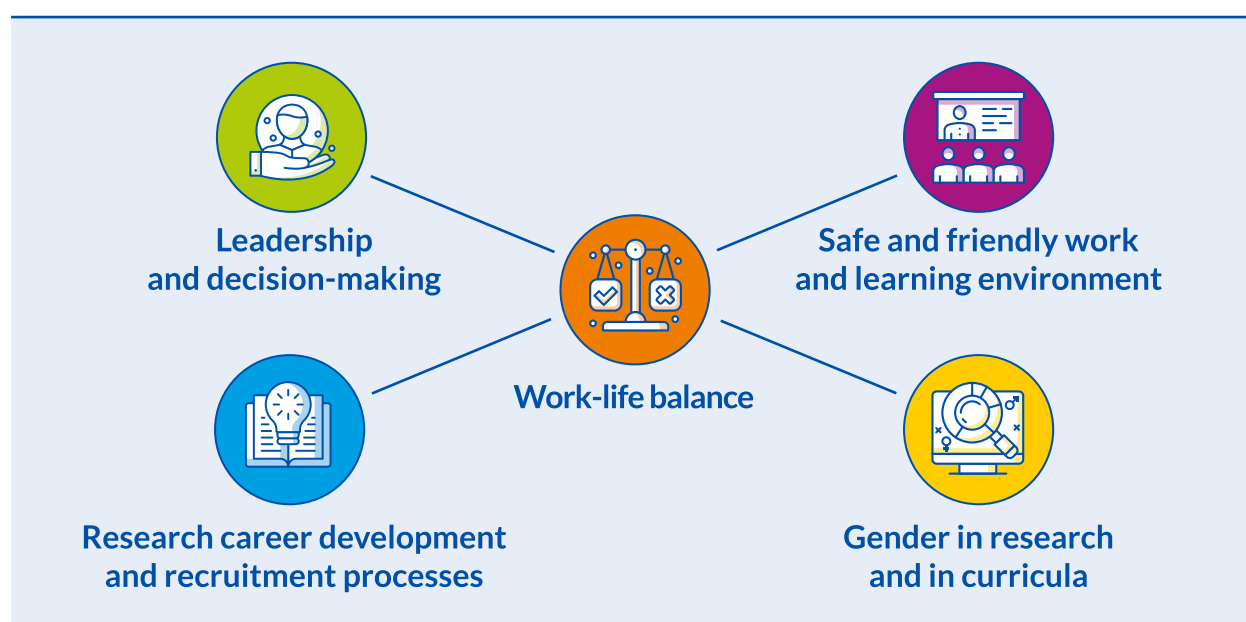 Leadership
and decision-making
Safe and friendly work
and learning environment
Work-life balance
Research career development
and recruitment processes
Gender in research
and in curricula